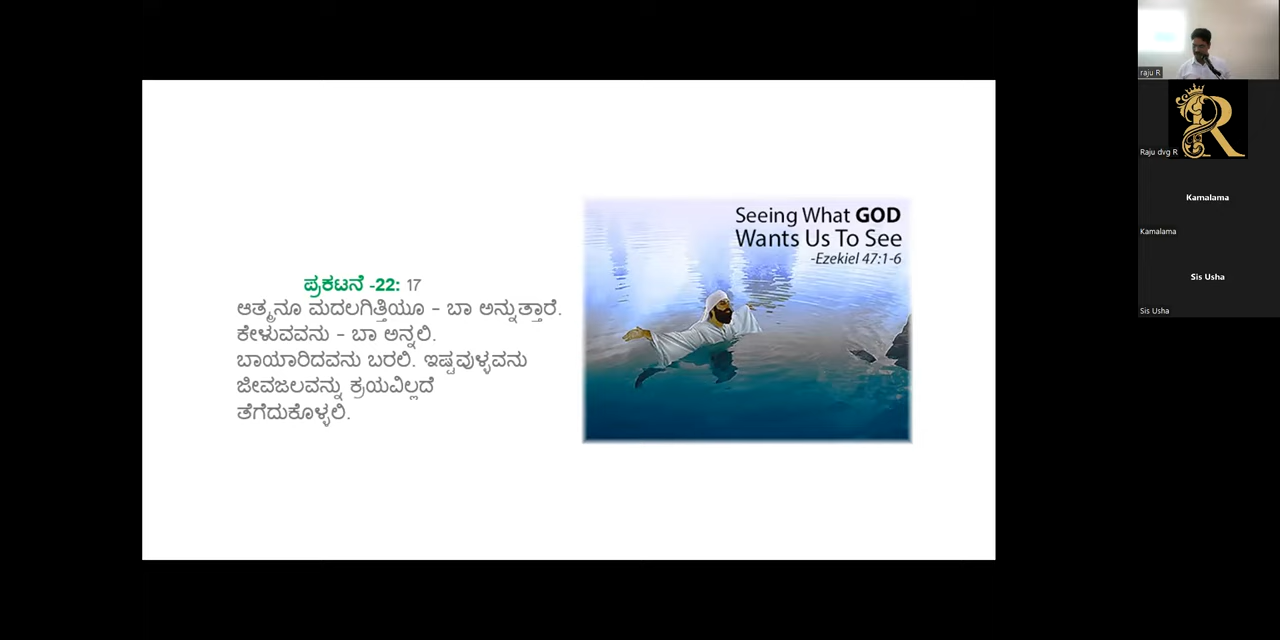 ಪ್ರಕಟನೆ -22: 17
ಆತ್ಮನೂ ಮದಲಗಿತ್ತಿಯೂ – ಬಾ ಅನ್ನುತ್ತಾರೆ.
ಕೇಳುವವನು – ಬಾ ಅನ್ನಲಿ.
ಬಾಯಾರಿದವನು ಬರಲಿ. ಇಷ್ಟವುಳ್ಳವನು
ಜೀವಜಲವನ್ನು ಕ್ರಯವಿಲ್ಲದೆ
ತೆಗೆದುಕೊಳ್ಳಲಿ.
Seeing What GOD
Wants Us To See
-Ezekiel 47:1-6
raju R
R
Raju dvg R
Kamalama
Kamalama
Sis Usha
Sis Usha